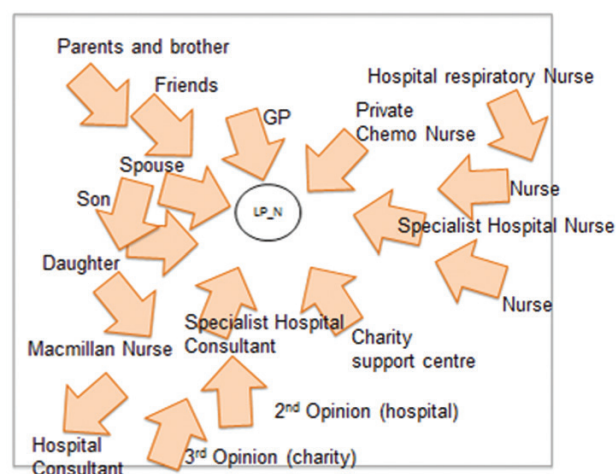 Parents and brother
Friends
Hospital respiratory Nurse
GP
Private
Chemo Nurse
Spouse
Son
Nurse
LP_N
Specialist Hospital Nurse
Daughter
Nurse
Specialist Hospital
Consultant
Macmillan Nurse
Charity
support centre
2nd Opinion (hospital)
Hospital
Consultant
3rd Opinion (charity)